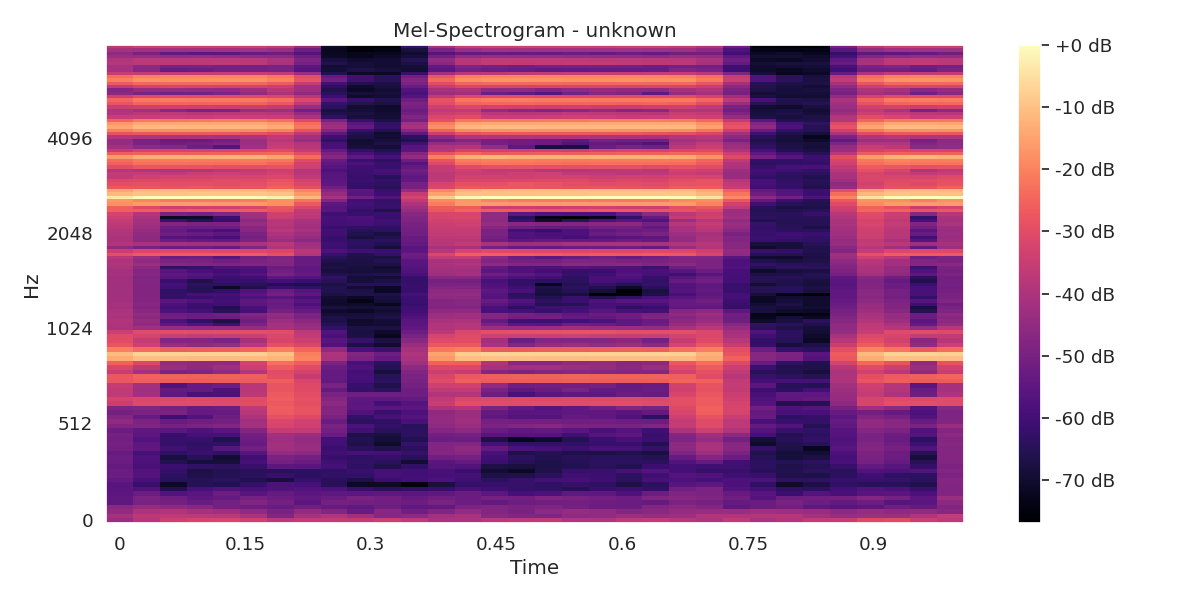 Mel-Spectrogram - unknown
Hz
4096
2048
1024
512
0
0 0.15 0.3 0.45 0.6 0.75 0.9
Time
+0 dB
-10 dB
-20 dB
-30 dB
-40 dB
-50 dB
-60 dB
-70 dB